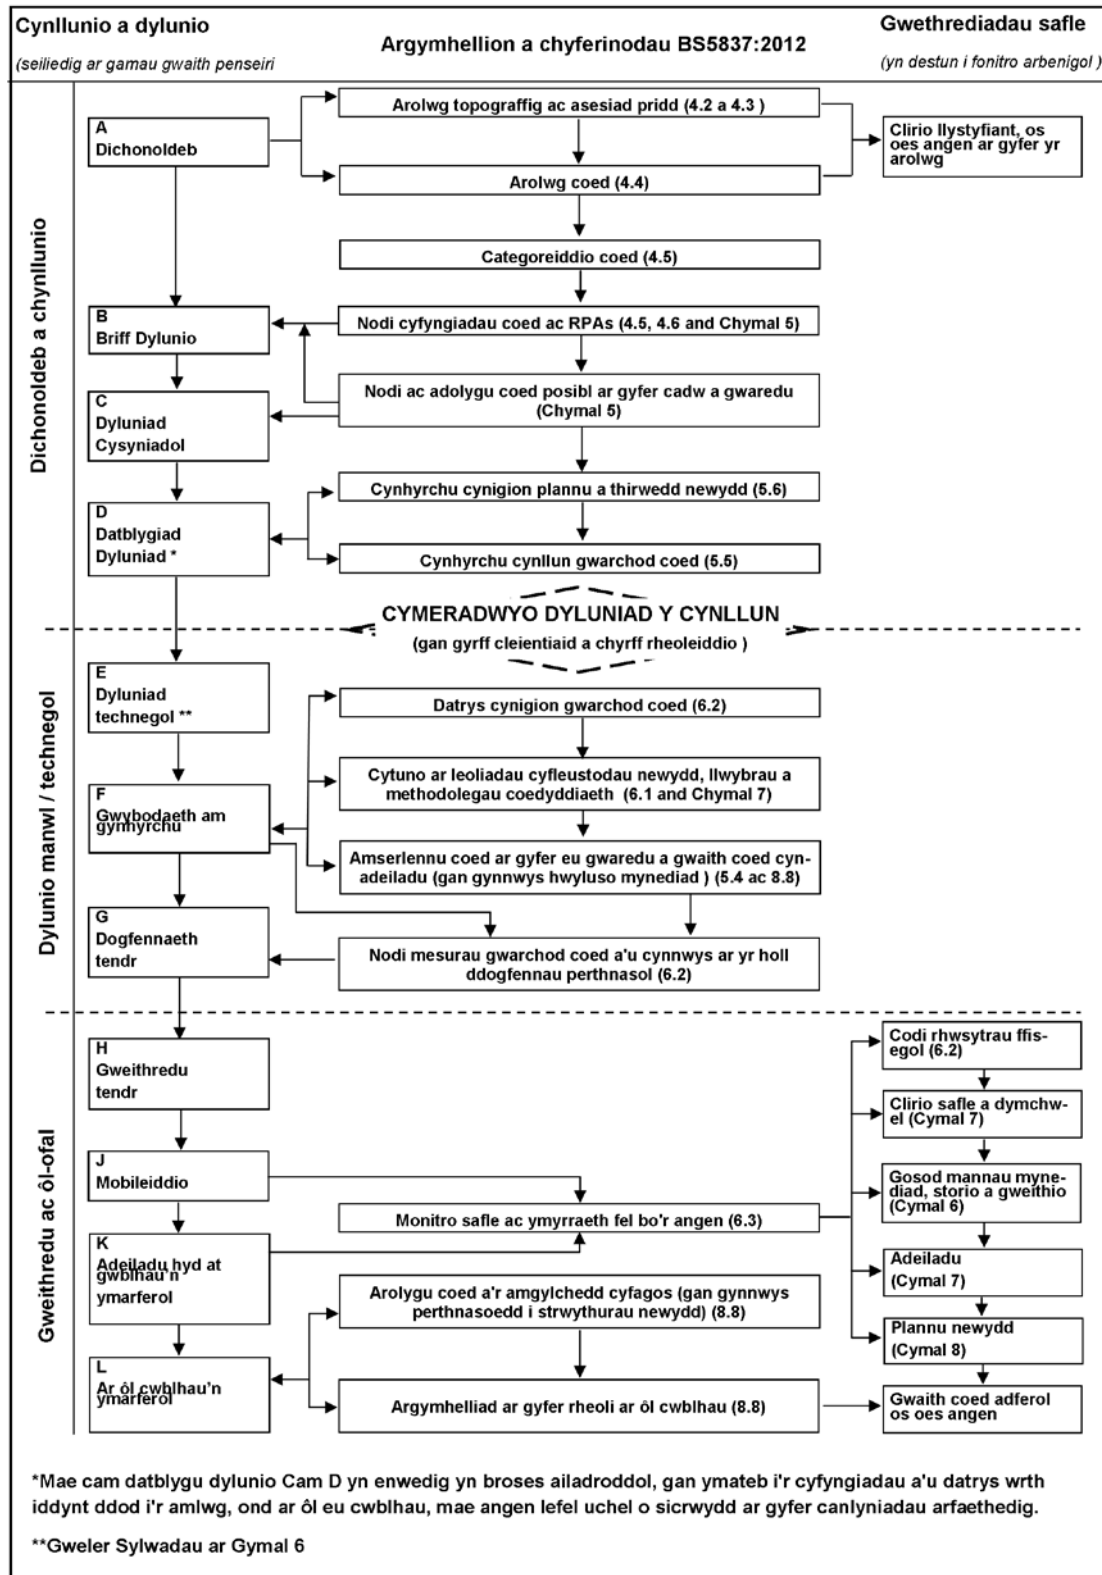 Cynllunio a dylunio
(seiliedig ar gamau gwaith penseiri
Argymhellion a chyferinodau BS5837:2012
Gwethrediadau safle
(yn destun i fonitro arbenigol )
Dichonoldeb a chynllunio
A
Dichonoldeb
Arolwg topograffig ac asesiad pridd (4.2 a 4.3 )
Clirio llystyfiant, os
oes angen ar gyfer yr
arolwg
Arolwg coed (4.4)
Categoreiddio coed (4.5)
B
Briff Dylunio
Nodi cyfyngiadau coed ac RPAs (4.5, 4.6 and Chymal 5)
C
Dyluniad
Cysyniadol
Nodi ac adolygu coed posibl ar gyfer cadw a gwaredu
(Chymal 5)
D
Datblygiad
Dyluniad *
Cynhyrchu cynigion plannu a thirwedd newydd (5.6)
Cynhyrchu cynllun gwarchod coed (5.5)
CYMERADWYO DYLUNIAD Y CYNLLUN
(gan gyrff cleientiaid a chyrff rheoleiddio )
Dylunio manwl / technegol
E
Dyluniad
technegol **
Datrys cynigion gwarchod coed (6.2)
F
Gwybodaeth am
gynhyrchu
Cytuno ar leoliadau cyfleustodau newydd, llwybrau a
methodolegau coedyddiaeth (6.1 and Chymal 7)
Amserlennu coed ar gyfer eu gwaredu a gwaith coed cyn-
adeiladu (gan gynnwys hwyluso mynediad ) (5.4 ac 8.8)
G
Dogfennaeth
tendr
Nodi mesurau gwarchod coed a'u cynnwys ar yr holl
ddogfennau perthnasol (6.2)
Gweithredu ac ôl-ofal
H
Gweithredu
tendr
J
Mobileiddio
Monitro safle ac ymyrraeth fel bo'r angen (6.3)
K
Adeiladu hyd at
gwblhau'n
ymarferol
Arolygu coed a'r amgylchedd cyfagos (gan gynnwys
perthnasoedd i strwythurau newydd) (8.8)
L
Ar ôl cwblhau'n
ymarferol
Argymhelliad ar gyfer rheoli ar ôl cwblhau (8.8)
Codi rhwsytrau ffis-
egol (6.2)
Clirio safle a dymchw-
el (Cymal 7)
Gosod mannau myne-
diad, storio a gweithio
(Cymal 6)
Adeiladu
(Cymal 7)
Plannu newydd
(Cymal 8)
Gwaith coed adferol
os oes angen
*Mae cam datblygu dylunio Cam D yn enwedig yn broses ailadroddol, gan ymateb i'r cyfyngiadau a'u datrys wrth
iddynt ddod i'r amlwg, ond ar ôl eu cwblhau, mae angen lefel uchel o sicrwydd ar gyfer canlyniadau arfaethedig.
**Gweler Sylwadau ar Gymal 6